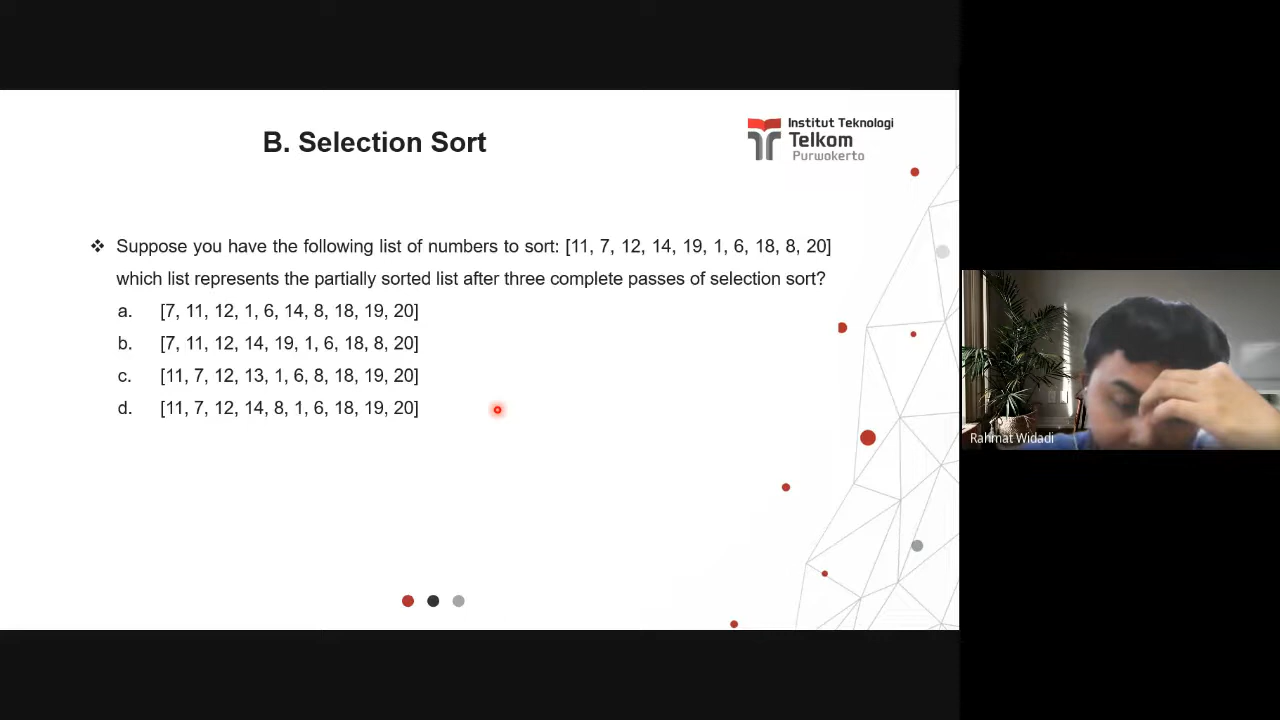 B. Selection Sort
Institut Teknologi
Telkom
Purwokerto
❖ Suppose you have the following list of numbers to sort: [11, 7, 12, 14, 19, 1, 6, 18, 8, 20]
which list represents the partially sorted list after three complete passes of selection sort?
a. [7, 11, 12, 1, 6, 14, 8, 18, 19, 20]
b. [7, 11, 12, 14, 19, 1, 6, 18, 8, 20]
c. [11, 7, 12, 13, 1, 6, 8, 18, 19, 20]
d. [11, 7, 12, 14, 8, 1, 6, 18, 19, 20]
Rahmat Widadi